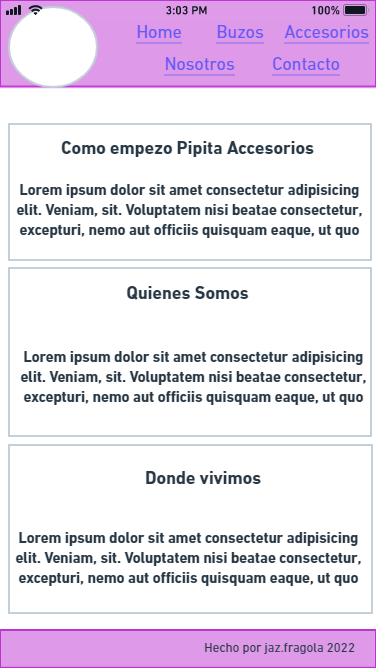 3:03 PM
100%
Home Buzos Accesorios
Nosotros Contacto
Como empezo Pipita Accesorios
Lorem ipsum dolor sit amet consectetur adipisicing
elit. Veniam, sit. Voluptatem nisi beatae consectetur,
excepturi, nemo aut officiis quisquam eaque, ut quo
Quienes Somos
Lorem ipsum dolor sit amet consectetur adipisicing
elit. Veniam, sit. Voluptatem nisi beatae consectetur,
excepturi, nemo aut officiis quisquam eaque, ut quo
Donde vivimos
Lorem ipsum dolor sit amet consectetur adipisicing
elit. Veniam, sit. Voluptatem nisi beatae consectetur,
excepturi, nemo aut officiis quisquam eaque, ut quo
Hecho por jaz.fragola 2022